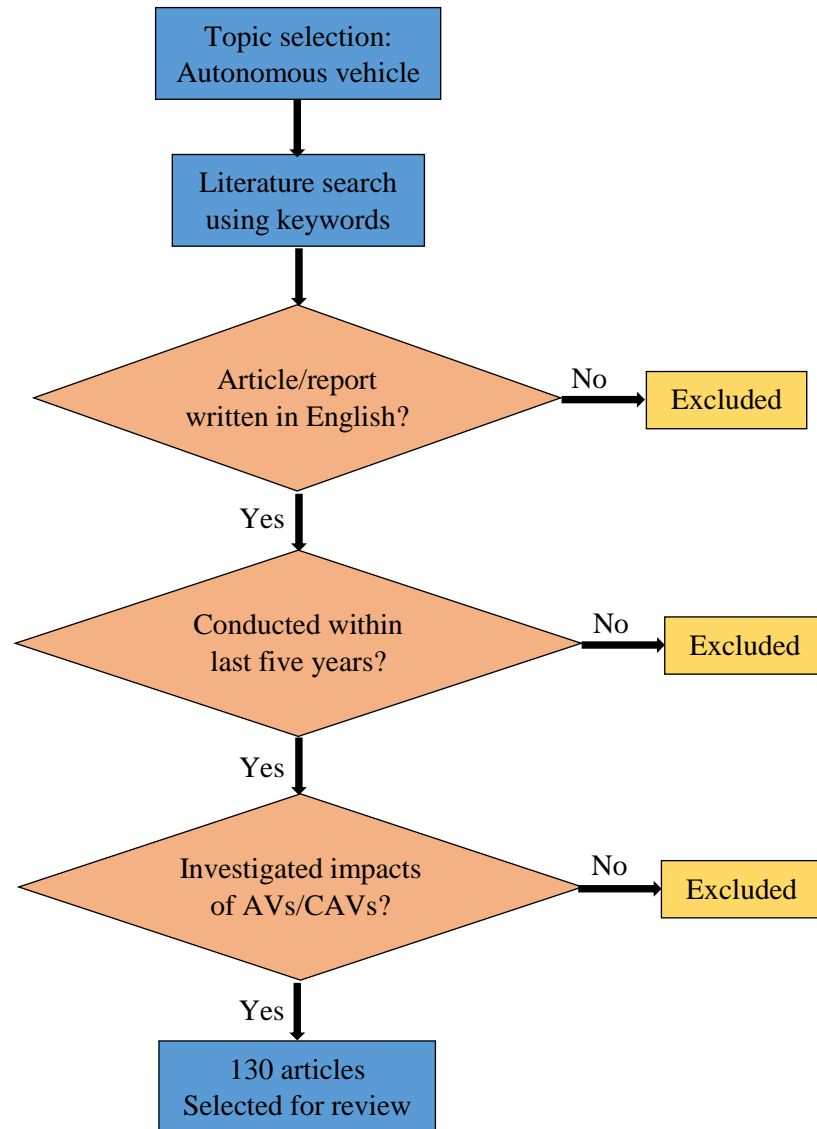 Topic selection:
Autonomous vehicle
Literature search
using keywords
Article/report
written in English?
No
Excluded
Yes
Conducted within
last five years?
No
Excluded
Yes
Investigated impacts
of AVs/CAVs?
No
Excluded
Yes
130 articles
Selected for review